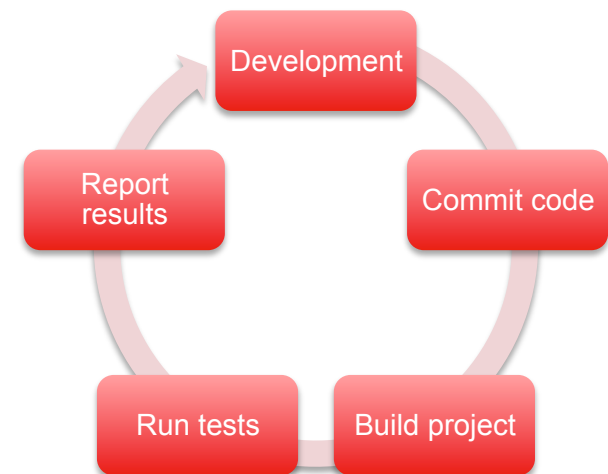 Development
Commit code
Build project
Run tests
Report
results